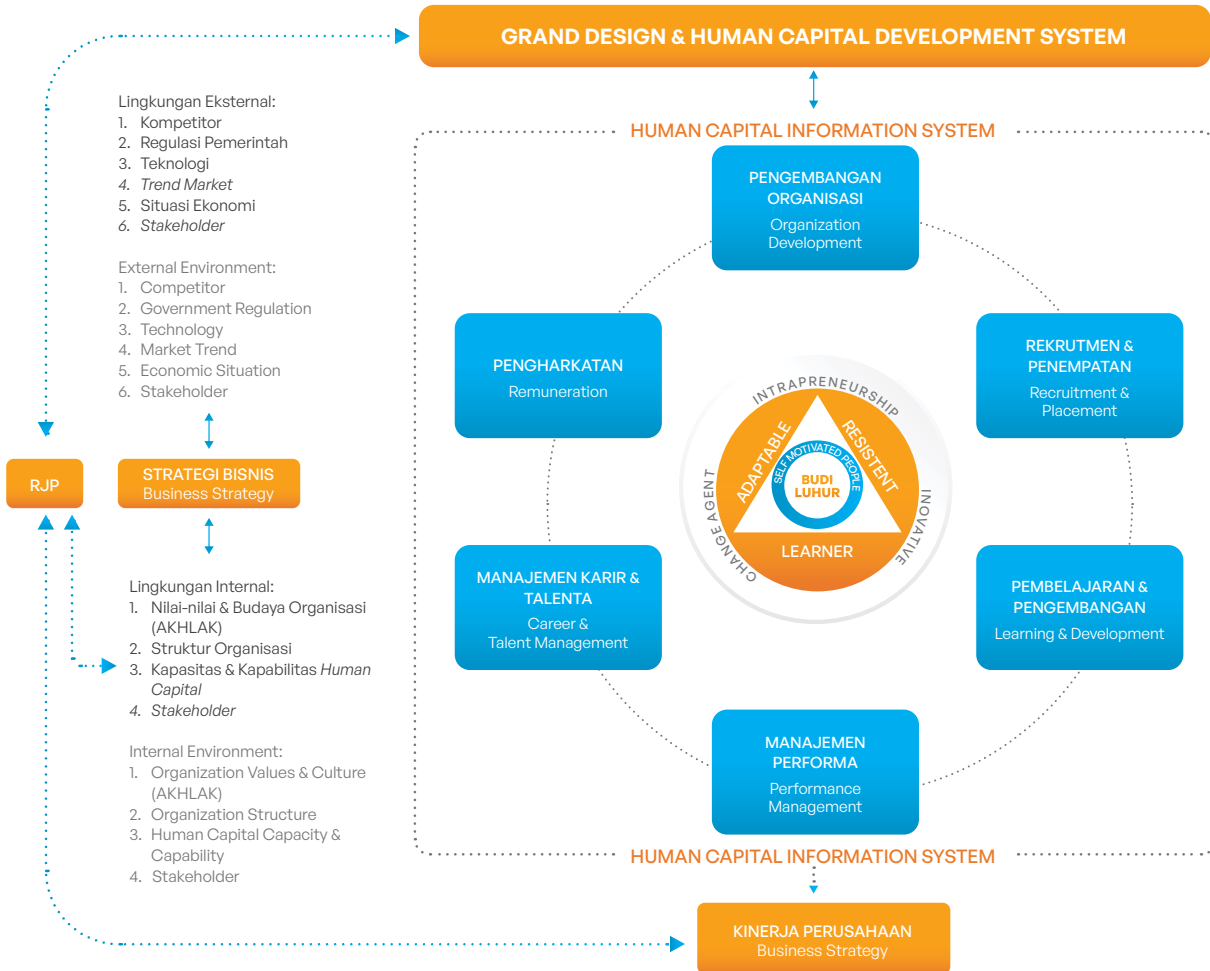 GRAND DESIGN & HUMAN CAPITAL DEVELOPMENT SYSTEM
Lingkungan Eksternal:
1. Kompetitor
2. Regulasi Pemerintah
3. Teknologi
4. Trend Market
5. Situasi Ekonomi
6. Stakeholder
External Environment:
1. Competitor
2. Government Regulation
3. Technology
4. Market Trend
5. Economic Situation
6. Stakeholder
RJP
STRATEGI BISNIS
Business Strategy
Lingkungan Internal:
1. Nilai-nilai & Budaya Organisasi
(AKHLAK)
2. Struktur Organisasi
3. Kapasitas & Kapabilitas Human
Capital
4. Stakeholder
Internal Environment:
1. Organization Values & Culture
(AKHLAK)
2. Organization Structure
3. Human Capital Capacity &
Capability
4. Stakeholder
HUMAN CAPITAL INFORMATION SYSTEM
PENGEMBANGAN
ORGANISASI
Organization
Development
REKRUTMEN &
PENEMPATAN
Recruitment &
Placement
PEMBELAJARAN &
PENGEMBANGAN
Learning & Development
MANAJEMEN
PERFORMA
Performance
Management
MANAJEMEN KARIR &
TALENTA
Career &
Talent Management
PENGHARKATAN
Remuneration
INTRAPRENEURSHIP
INOVATIVE
CHANGE AGENT
ADAPTABLE
RESISTENT
LEARNER
SELF MOTIVATED PEOPLE
BUDI
LUHUR
HUMAN CAPITAL INFORMATION SYSTEM
KINERJA PERUSAHAAN
Business Strategy